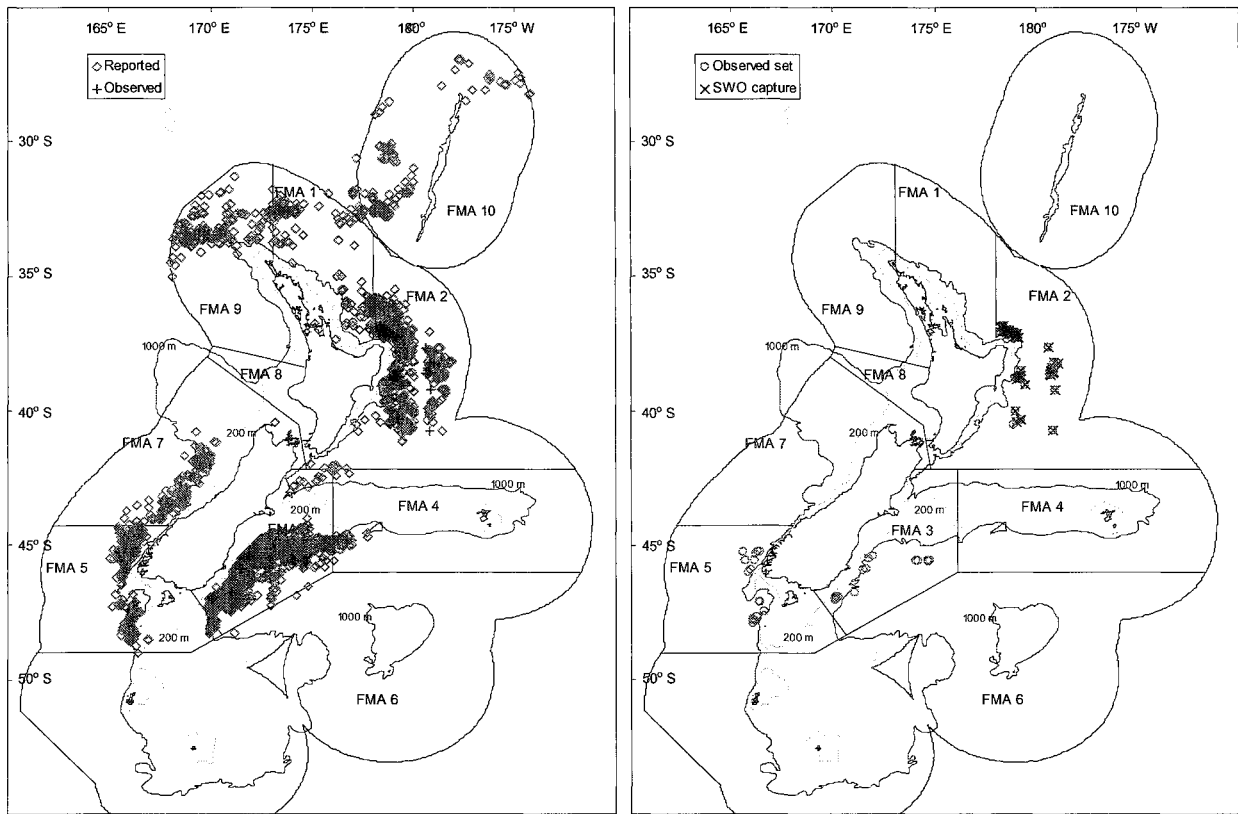 165° E 170° E 175° E 180° 175° W
◇ Reported
+ Observed
30° S
FMA 1
FMA 10
35° S
FMA 2
FMA 9
1000 m
FMA 8
40° S
FMA 7
200 m
1000 m
200 m
FMA 4
FMA
45° S
FMA 5
1000 m
200 m
50° S
FMA 6
165° E 170° E 175° E 180° 175° W
○ Observed set
× SWO capture
30° S
FMA 1
FMA 10
35° S
FMA 2
FMA 9
1000 m
FMA 8
40° S
FMA 7
200 m
1000 m
200 m
FMA 4
FMA 3
45° S
FMA 5
1000 m
200 m
50° S
FMA 6